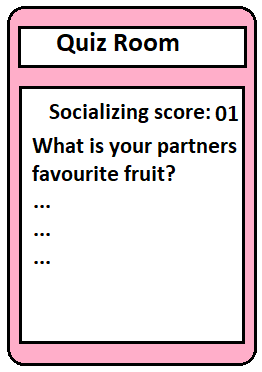 Quiz Room
Socializing score: 01
What is your partners
favourite fruit?
...
...
...